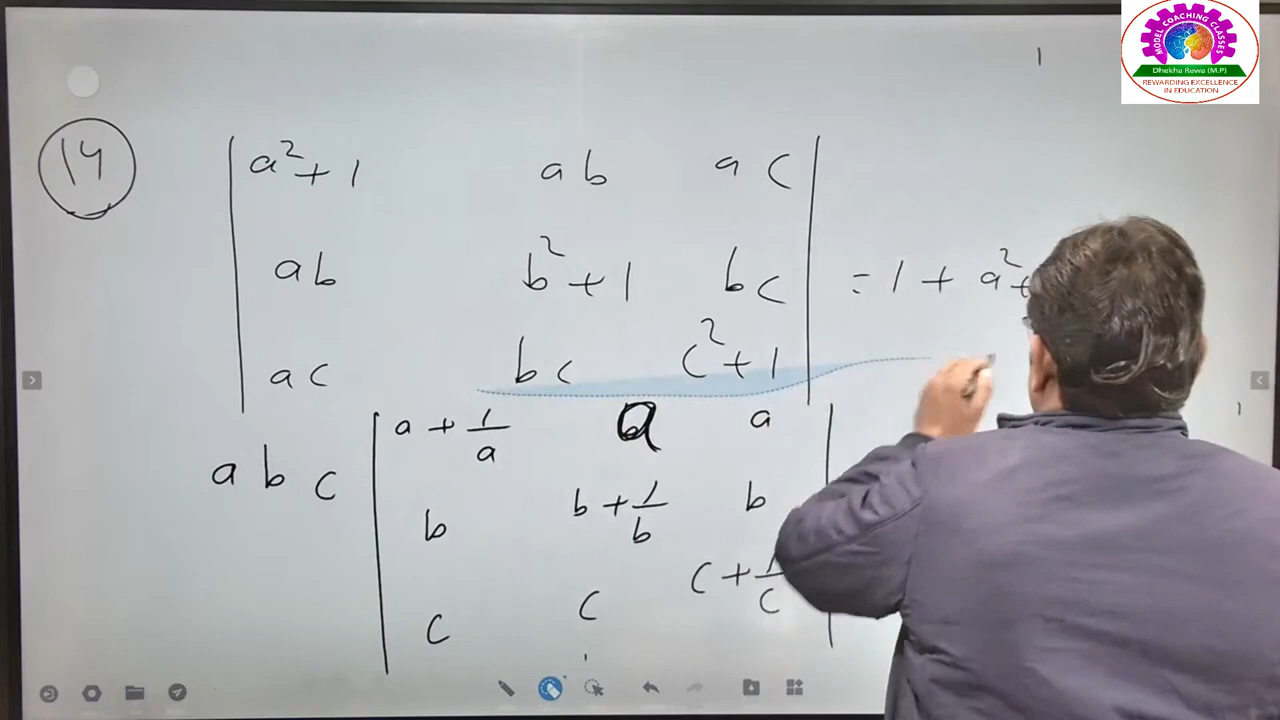 MODEL COACHING CLASSES
Dhekha Rewa (M.P)
REWARDING EXCELLENCE
IN EDUCATION
14
| a²+1 ab ac |
| ab b²+1 bc | = 1 + a² +
| ac bc c²+1 |
| a + 1/a a a |
abc | b b + 1/b b |
| c c c + 1/c |